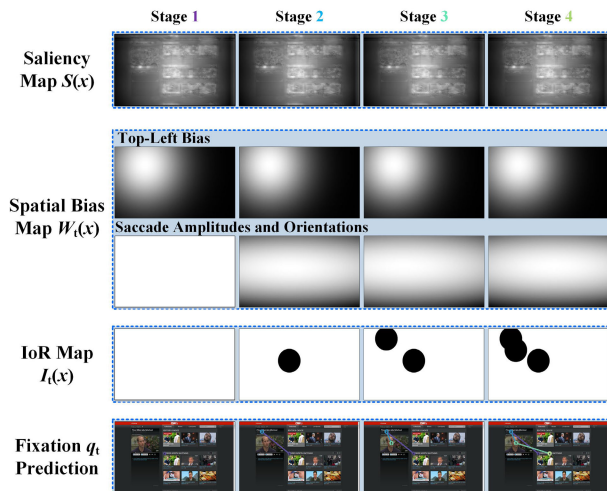 Stage 1 Stage 2 Stage 3 Stage 4
Saliency
Map S(x)
Top-Left Bias
Spatial Bias
Map Wt(x)
Saccade Amplitudes and Orientations
IoR Map
It(x)
Fixation qt
Prediction